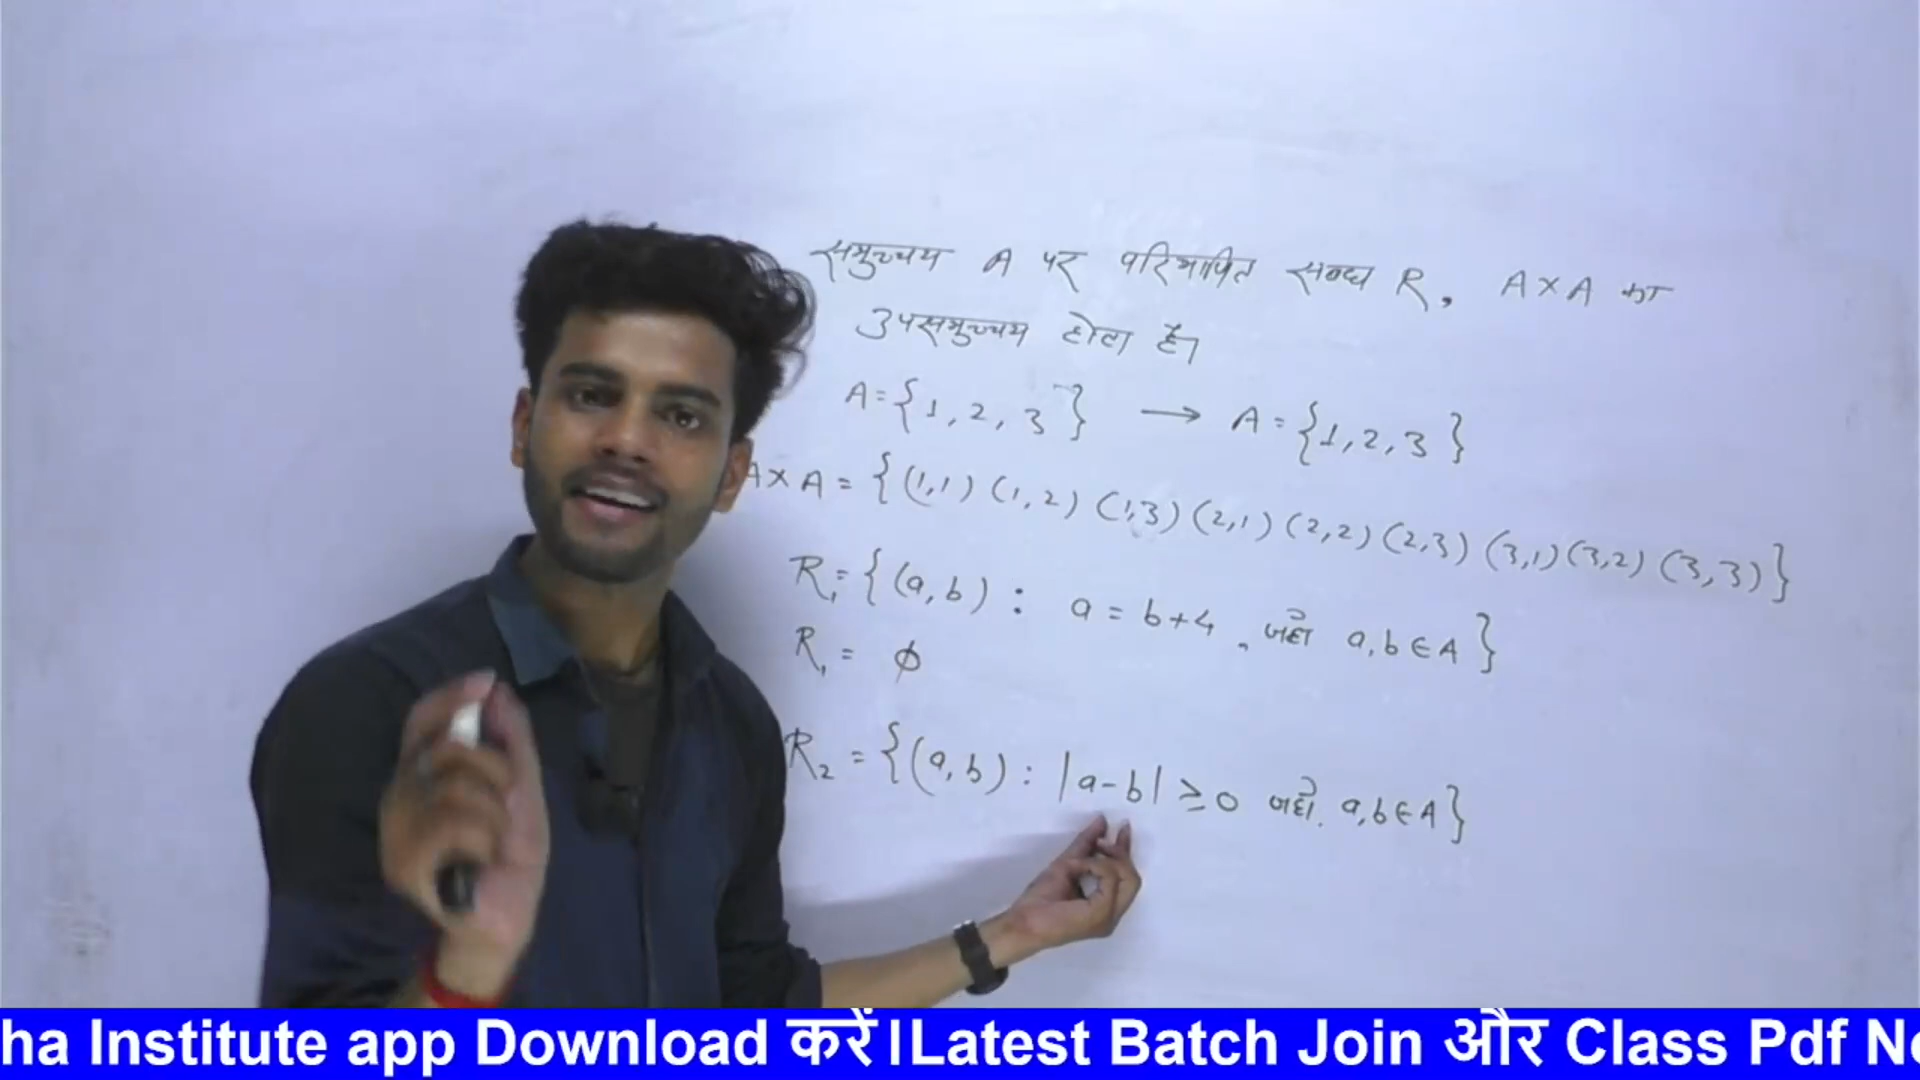 समुच्चय A पर परिभाषित सबंध R, A×A का
उपसमुच्चय होता है।
A={1,2,3} → A={1,2,3}
A×A={(1,1)(1,2)(1,3)(2,1)(2,2)(2,3)(3,1)(3,2)(3,3)}
R₁={(a,b): a=b+4, जहाँ a,b∈A}
R₁= ϕ
R₂={(a,b): |a-b|≥0 जहाँ. a,b∈A}
ha Institute app Download करें।Latest Batch Join और Class Pdf No